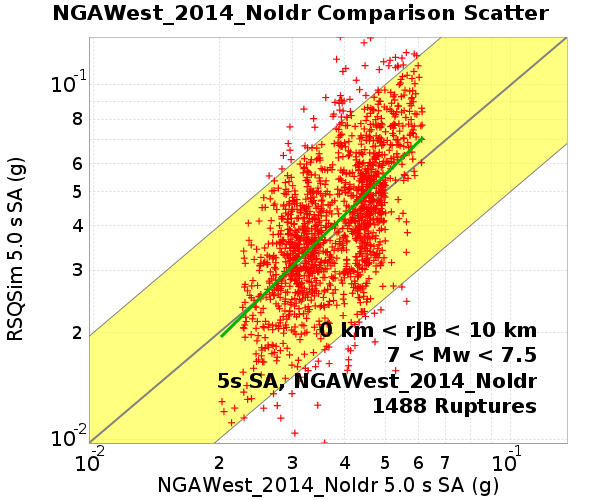 NGAWest_2014_NoIdr Comparison Scatter
RSQSim 5.0 s SA (g)
10-1
8
6
5
4
3
2
10-2
0 km < rJB < 10 km
7 < Mw < 7.5
5s SA, NGAWest_2014_NoIdr
1488 Ruptures
10-2 2 3 4 5 6 7 10-1
NGAWest_2014_NoIdr 5.0 s SA (g)